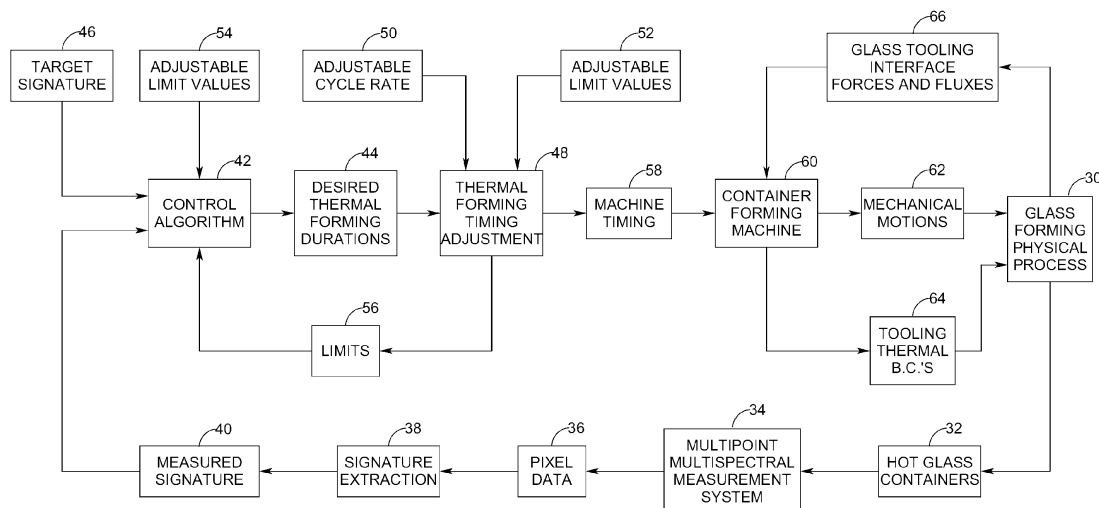 46
TARGET
SIGNATURE
54
ADJUSTABLE
LIMIT VALUES
50
ADJUSTABLE
CYCLE RATE
52
ADJUSTABLE
LIMIT VALUES
66
GLASS TOOLING
INTERFACE
FORCES AND FLUXES
42
CONTROL
ALGORITHM
44
DESIRED
THERMAL
FORMING
DURATIONS
48
THERMAL
FORMING
TIMING
ADJUSTMENT
58
MACHINE
TIMING
60
CONTAINER
FORMING
MACHINE
62
MECHANICAL
MOTIONS
30
GLASS
FORMING
PHYSICAL
PROCESS
56
LIMITS
64
TOOLING
THERMAL
B.C.'S
40
MEASURED
SIGNATURE
38
SIGNATURE
EXTRACTION
36
PIXEL
DATA
34
MULTIPOINT
MULTISPECTRAL
MEASUREMENT
SYSTEM
32
HOT GLASS
CONTAINERS